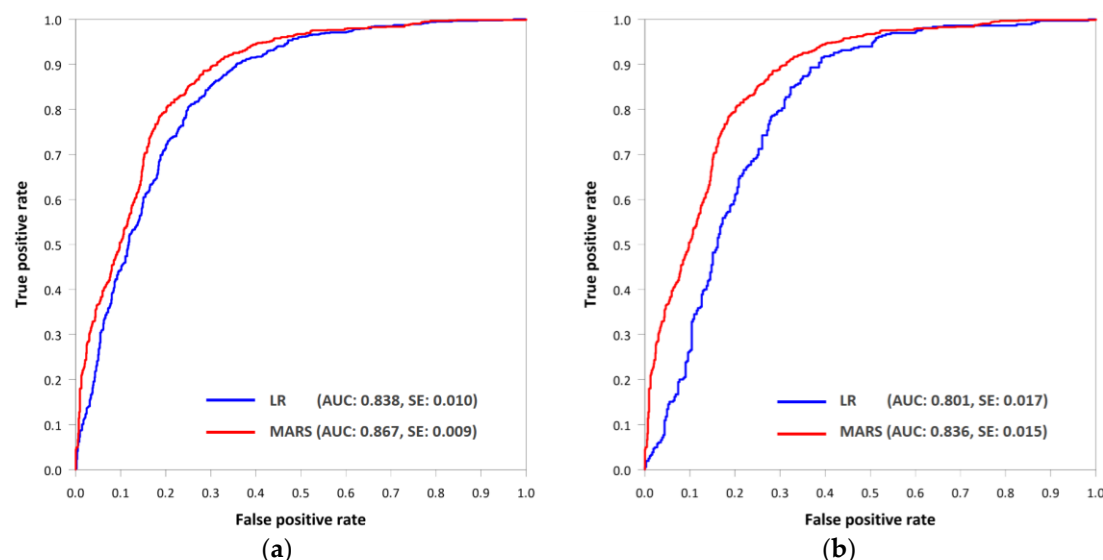 1.0
0.9
0.8
0.7
0.6
0.5
0.4
0.3
0.2
0.1
0.0
True positive rate
LR (AUC: 0.838, SE: 0.010)
MARS (AUC: 0.867, SE: 0.009)
0.0 0.1 0.2 0.3 0.4 0.5 0.6 0.7 0.8 0.9 1.0
False positive rate
(a)
1.0
0.9
0.8
0.7
0.6
0.5
0.4
0.3
0.2
0.1
0.0
True positive rate
LR (AUC: 0.801, SE: 0.017)
MARS (AUC: 0.836, SE: 0.015)
0.0 0.1 0.2 0.3 0.4 0.5 0.6 0.7 0.8 0.9 1.0
False positive rate
(b)